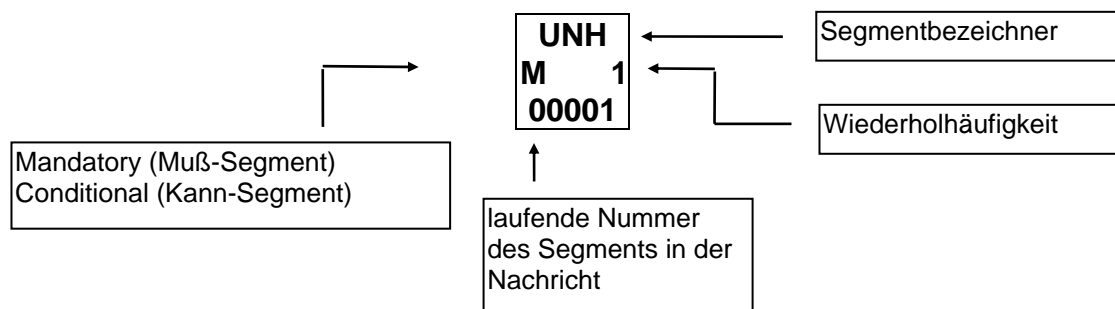 UNH
M 1
00001
Segmentbezeichner
Wiederholhäufigkeit
Mandatory (Muß-Segment)
Conditional (Kann-Segment)
laufende Nummer
des Segments in der
Nachricht